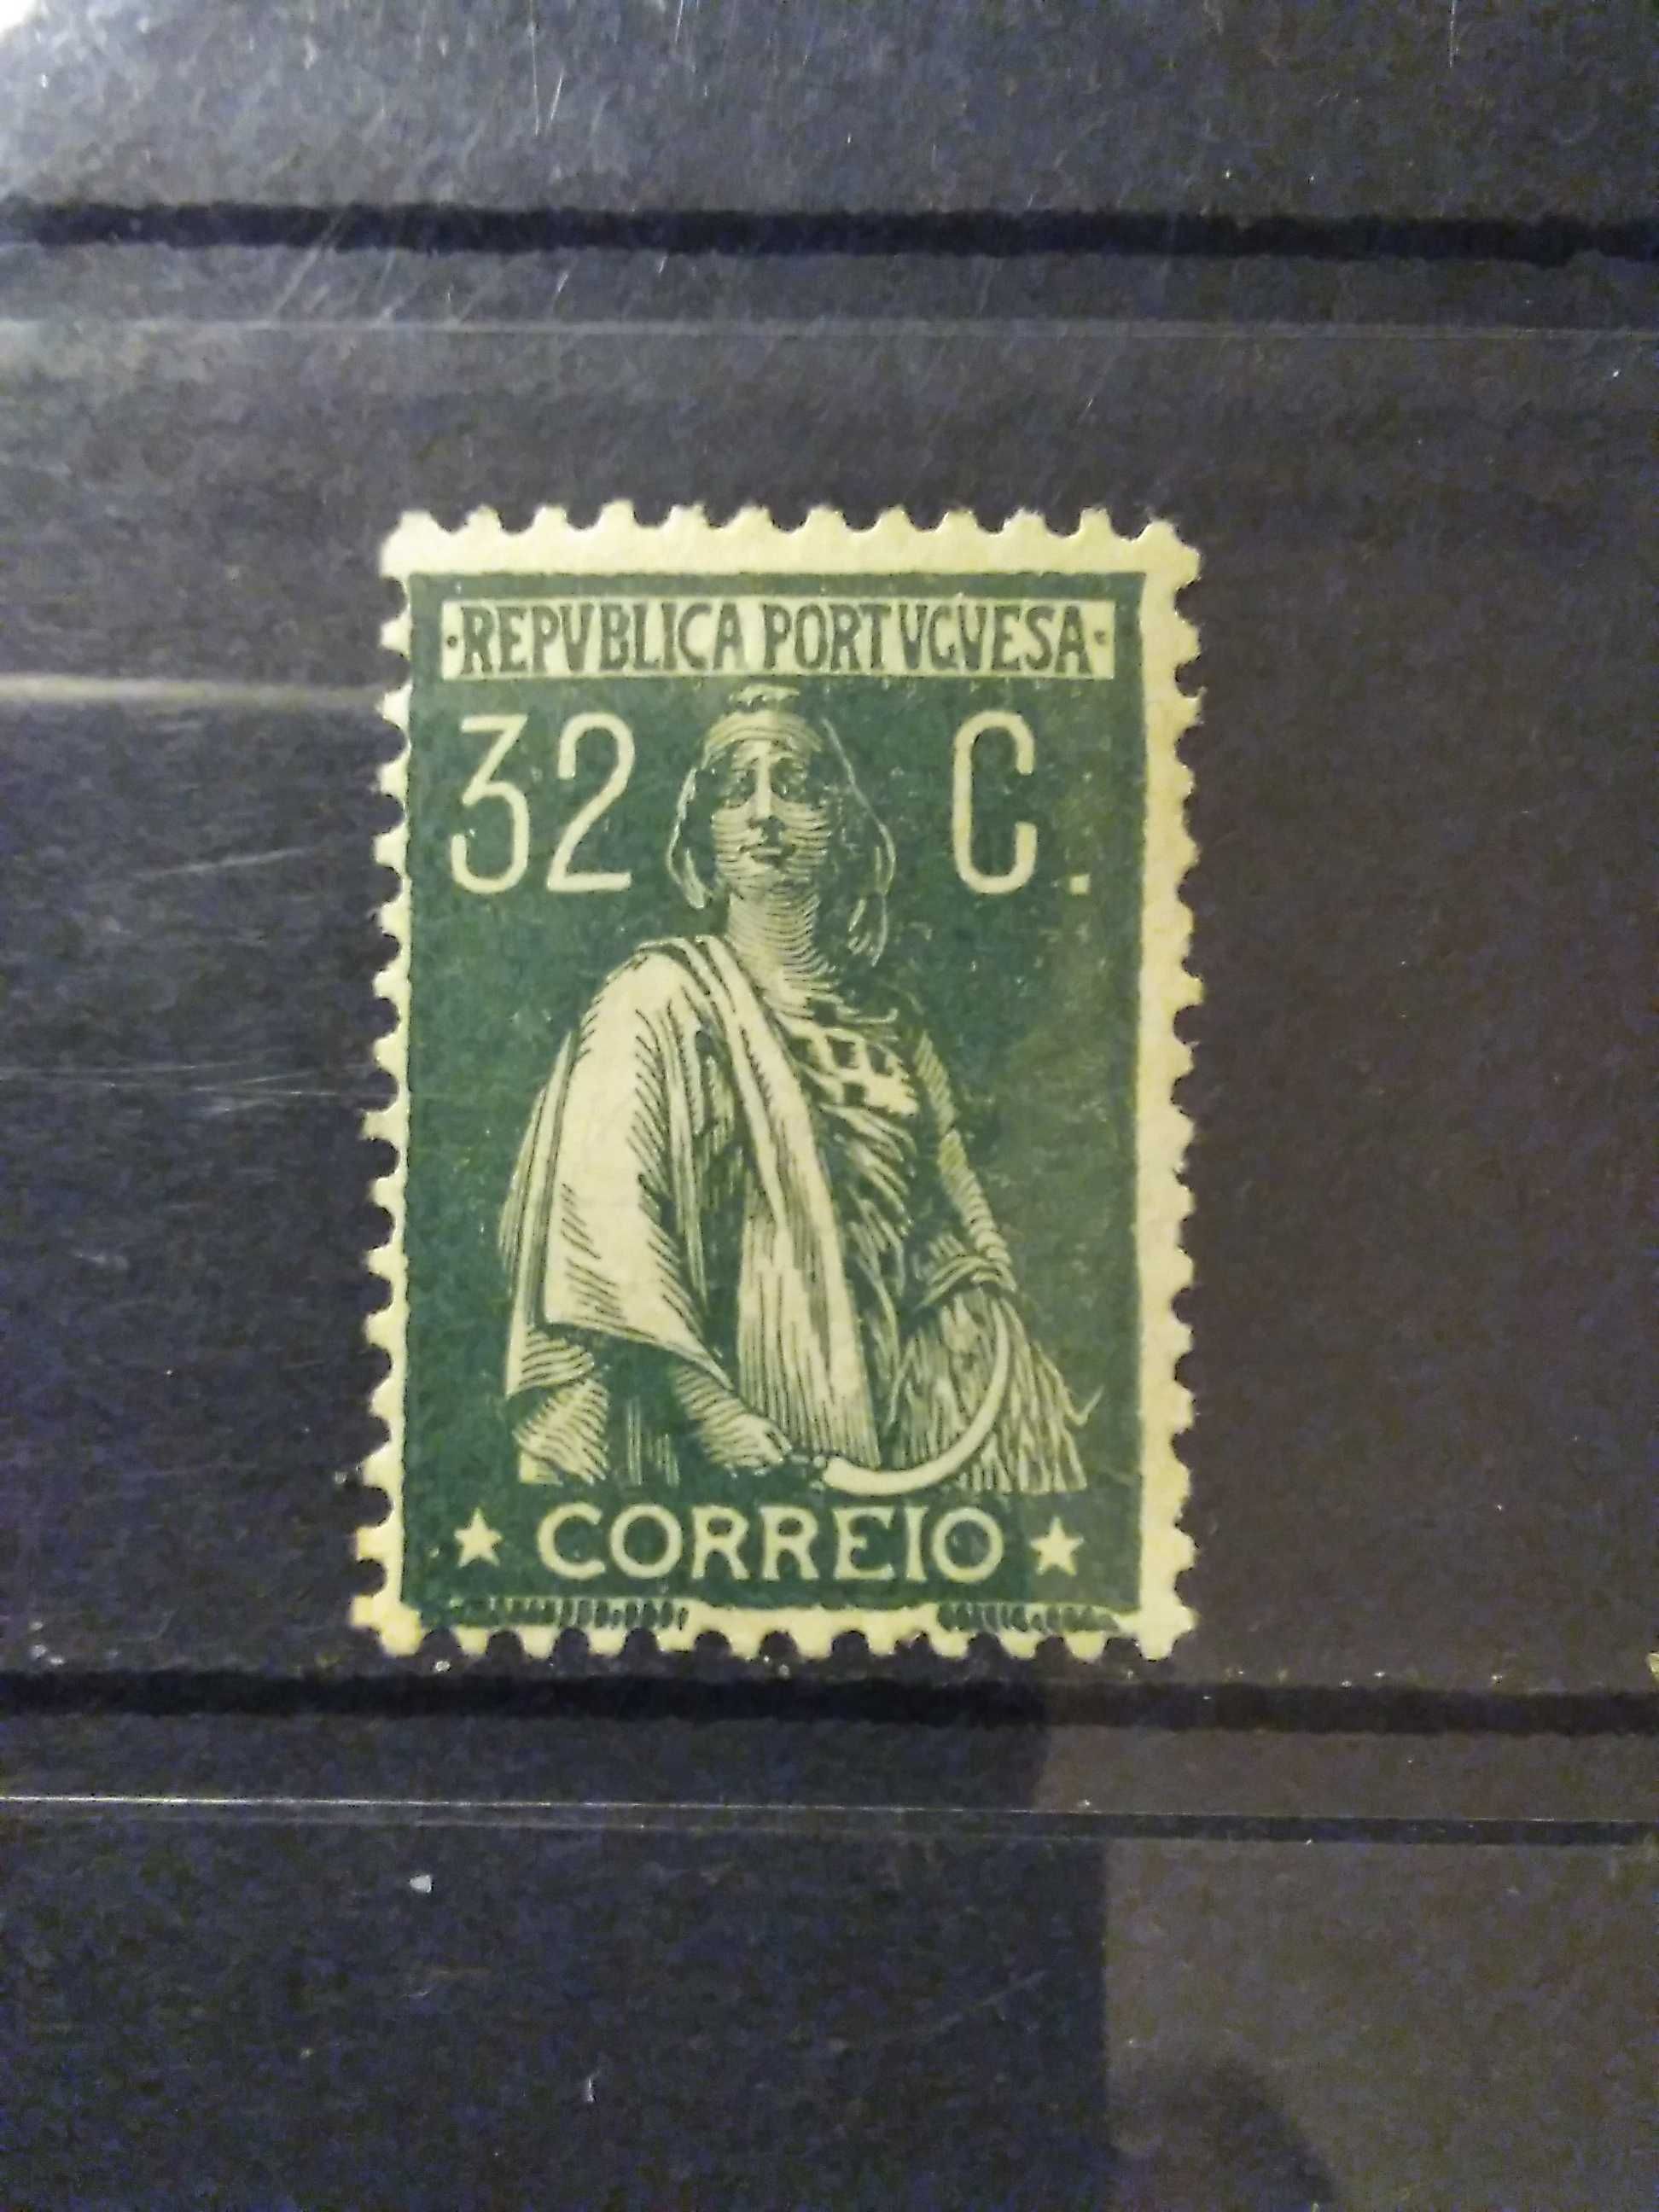 ·REPVBLICA PORTVGVESA·
32 C.
★ CORREIO ★